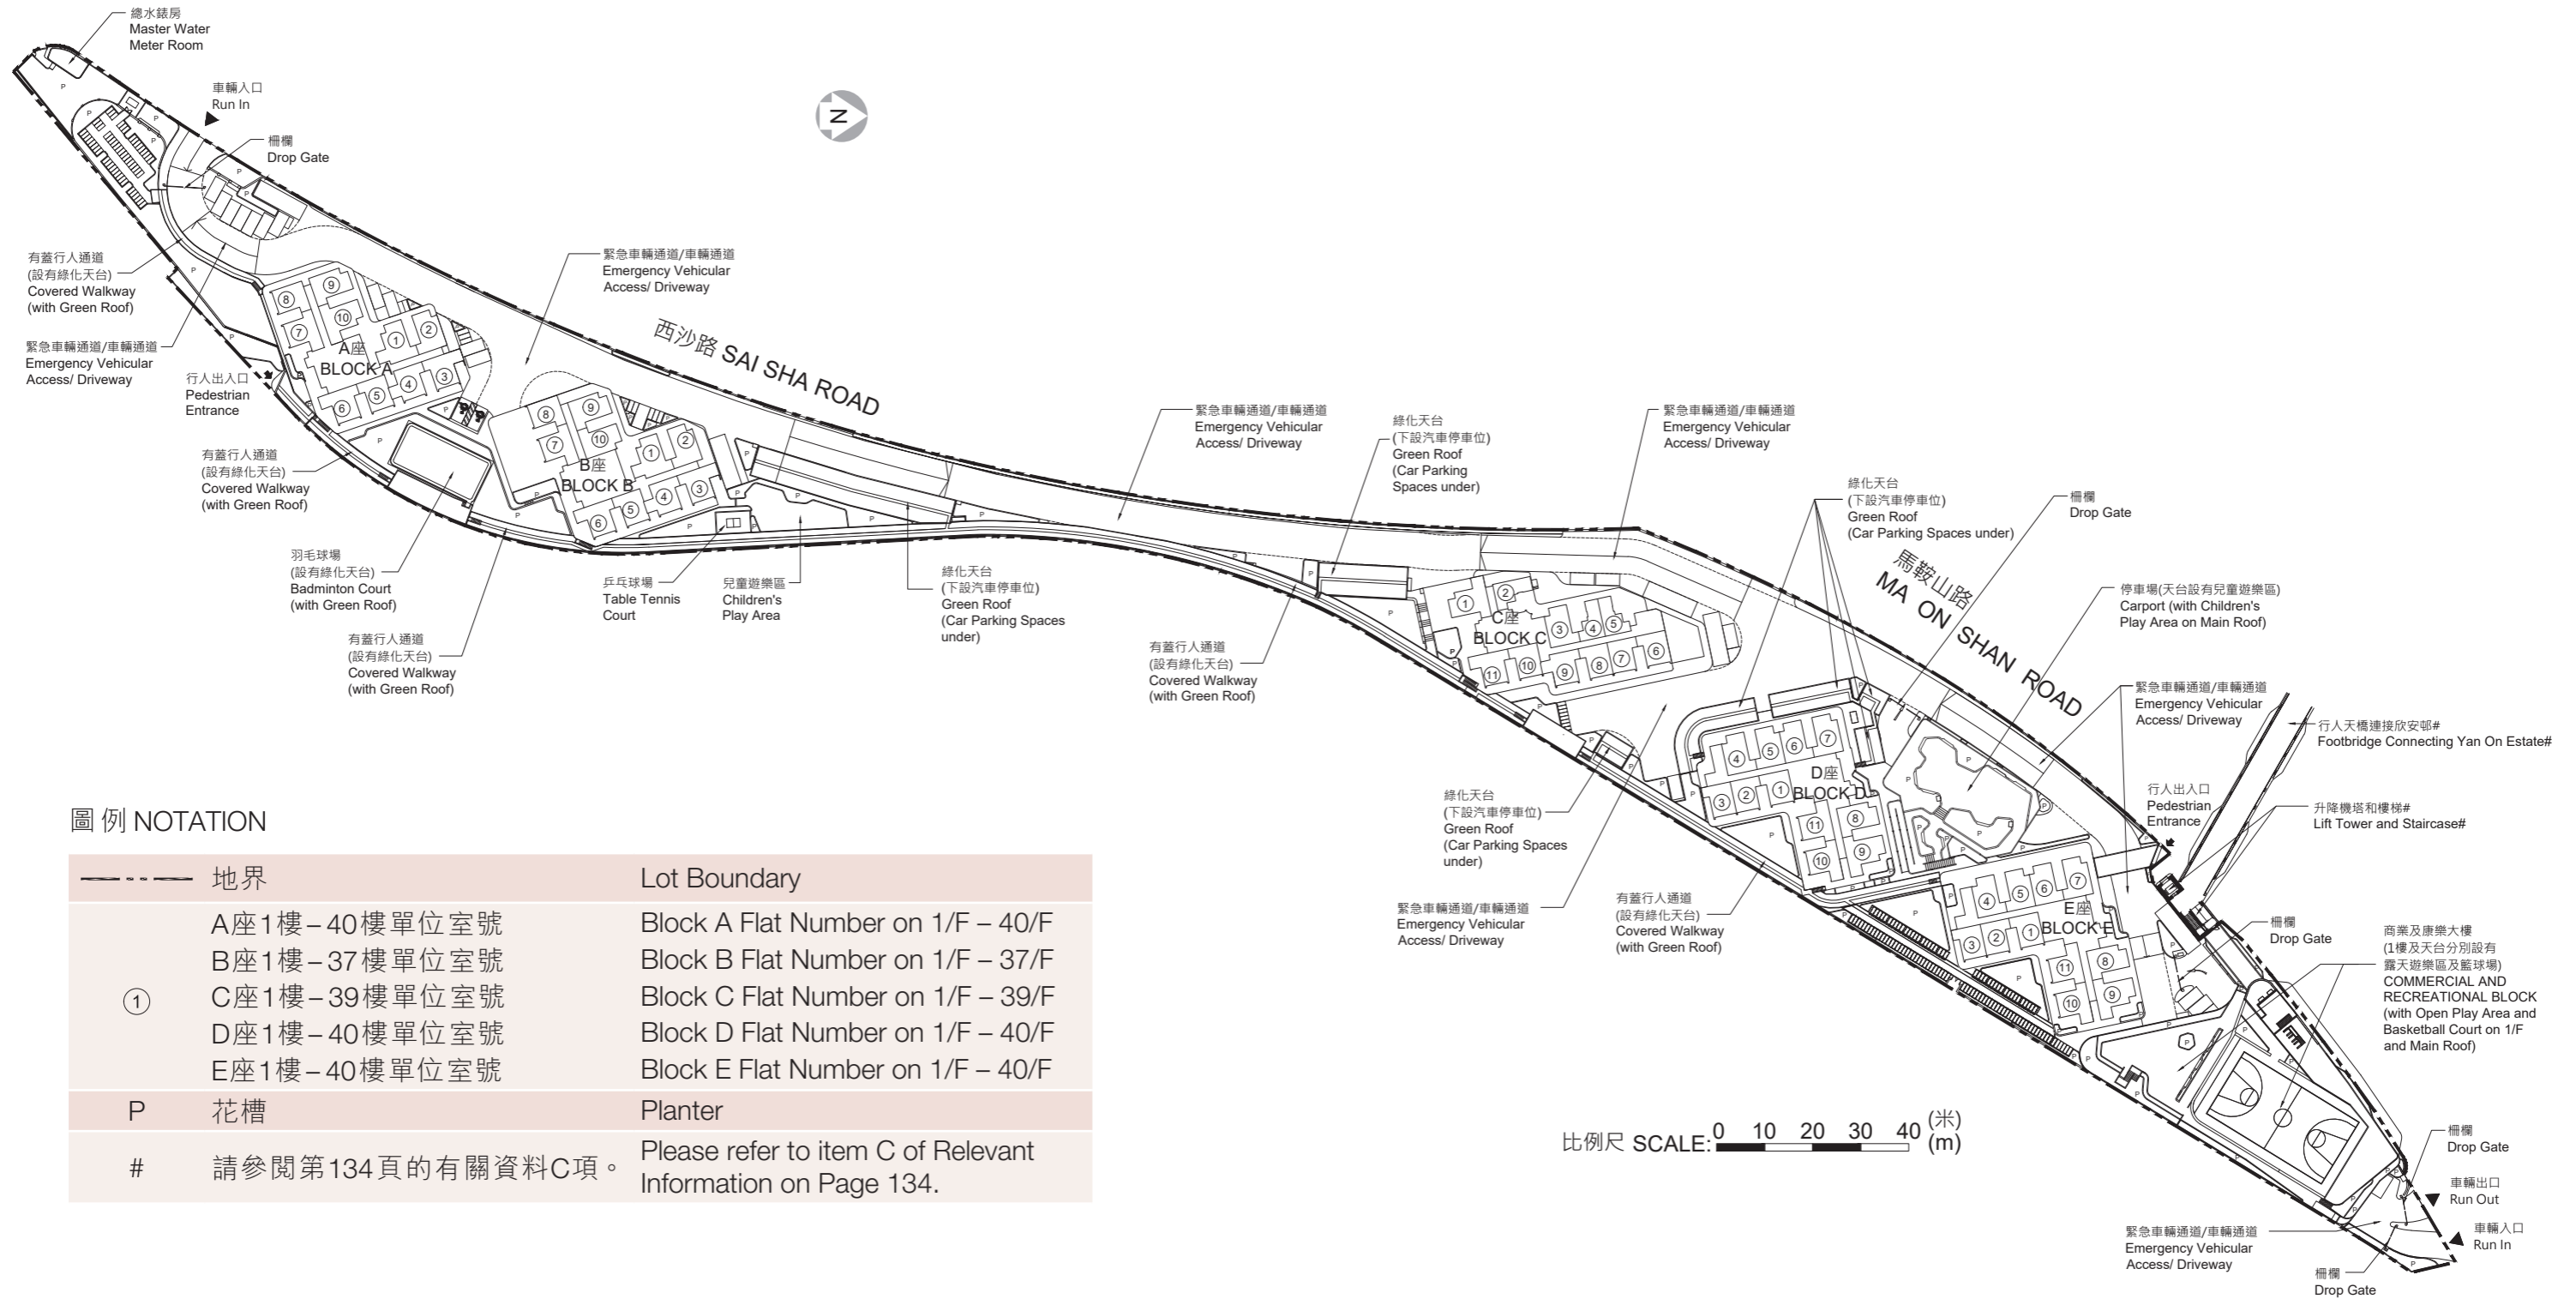 總水錶房
Master Water
Meter Room
車輛入口
Run In
柵欄
Drop Gate
N
有蓋行人通道
(設有綠化天台)
Covered Walkway
(with Green Roof)
緊急車輛通道/車輛通道
Emergency Vehicular
Access/ Driveway
行人出入口
Pedestrian
Entrance
有蓋行人通道
(設有綠化天台)
Covered Walkway
(with Green Roof)
羽毛球場
(設有綠化天台)
Badminton Court
(with Green Roof)
有蓋行人通道
(設有綠化天台)
Covered Walkway
(with Green Roof)
A座
BLOCK A
緊急車輛通道/車輛通道
Emergency Vehicular
Access/ Driveway
西沙路 SAI SHA ROAD
B座
BLOCK B
乒乓球場
Table Tennis
Court
兒童遊樂區
Children's
Play Area
綠化天台
(下設汽車停車位)
Green Roof
(Car Parking Spaces
under)
緊急車輛通道/車輛通道
Emergency Vehicular
Access/ Driveway
綠化天台
(下設汽車停車位)
Green Roof
(Car Parking
Spaces under)
緊急車輛通道/車輛通道
Emergency Vehicular
Access/ Driveway
有蓋行人通道
(設有綠化天台)
Covered Walkway
(with Green Roof)
C座
BLOCK C
綠化天台
(下設汽車停車位)
Green Roof
(Car Parking Spaces under)
柵欄
Drop Gate
馬鞍山路
MA ON SHAN ROAD
停車場(天台設有兒童遊樂區)
Carport (with Children's
Play Area on Main Roof)
緊急車輛通道/車輛通道
Emergency Vehicular
Access/ Driveway
行人天橋連接欣安邨#
Footbridge Connecting Yan On Estate#
行人出入口
Pedestrian
Entrance
升降機塔和樓梯#
Lift Tower and Staircase#
D座
BLOCK D
綠化天台
(下設汽車停車位)
Green Roof
(Car Parking Spaces
under)
緊急車輛通道/車輛通道
Emergency Vehicular
Access/ Driveway
有蓋行人通道
(設有綠化天台)
Covered Walkway
(with Green Roof)
E座
BLOCK E
柵欄
Drop Gate
商業及康樂大樓
(1樓及天台分別設有
露天遊樂區及籃球場)
COMMERCIAL AND
RECREATIONAL BLOCK
(with Open Play Area and
Basketball Court on 1/F
and Main Roof)
柵欄
Drop Gate
車輛出口
Run Out
車輛入口
Run In
緊急車輛通道/車輛通道
Emergency Vehicular
Access/ Driveway
柵欄
Drop Gate
比例尺 SCALE: 0 10 20 30 40 (米)
(m)
圖例 NOTATION
地界 Lot Boundary
A座1樓–40樓單位室號 Block A Flat Number on 1/F – 40/F
B座1樓–37樓單位室號 Block B Flat Number on 1/F – 37/F
① C座1樓–39樓單位室號 Block C Flat Number on 1/F – 39/F
D座1樓–40樓單位室號 Block D Flat Number on 1/F – 40/F
E座1樓–40樓單位室號 Block E Flat Number on 1/F – 40/F
P 花槽 Planter
# 請參閱第134頁的有關資料C項。 Please refer to item C of Relevant
Information on Page 134.